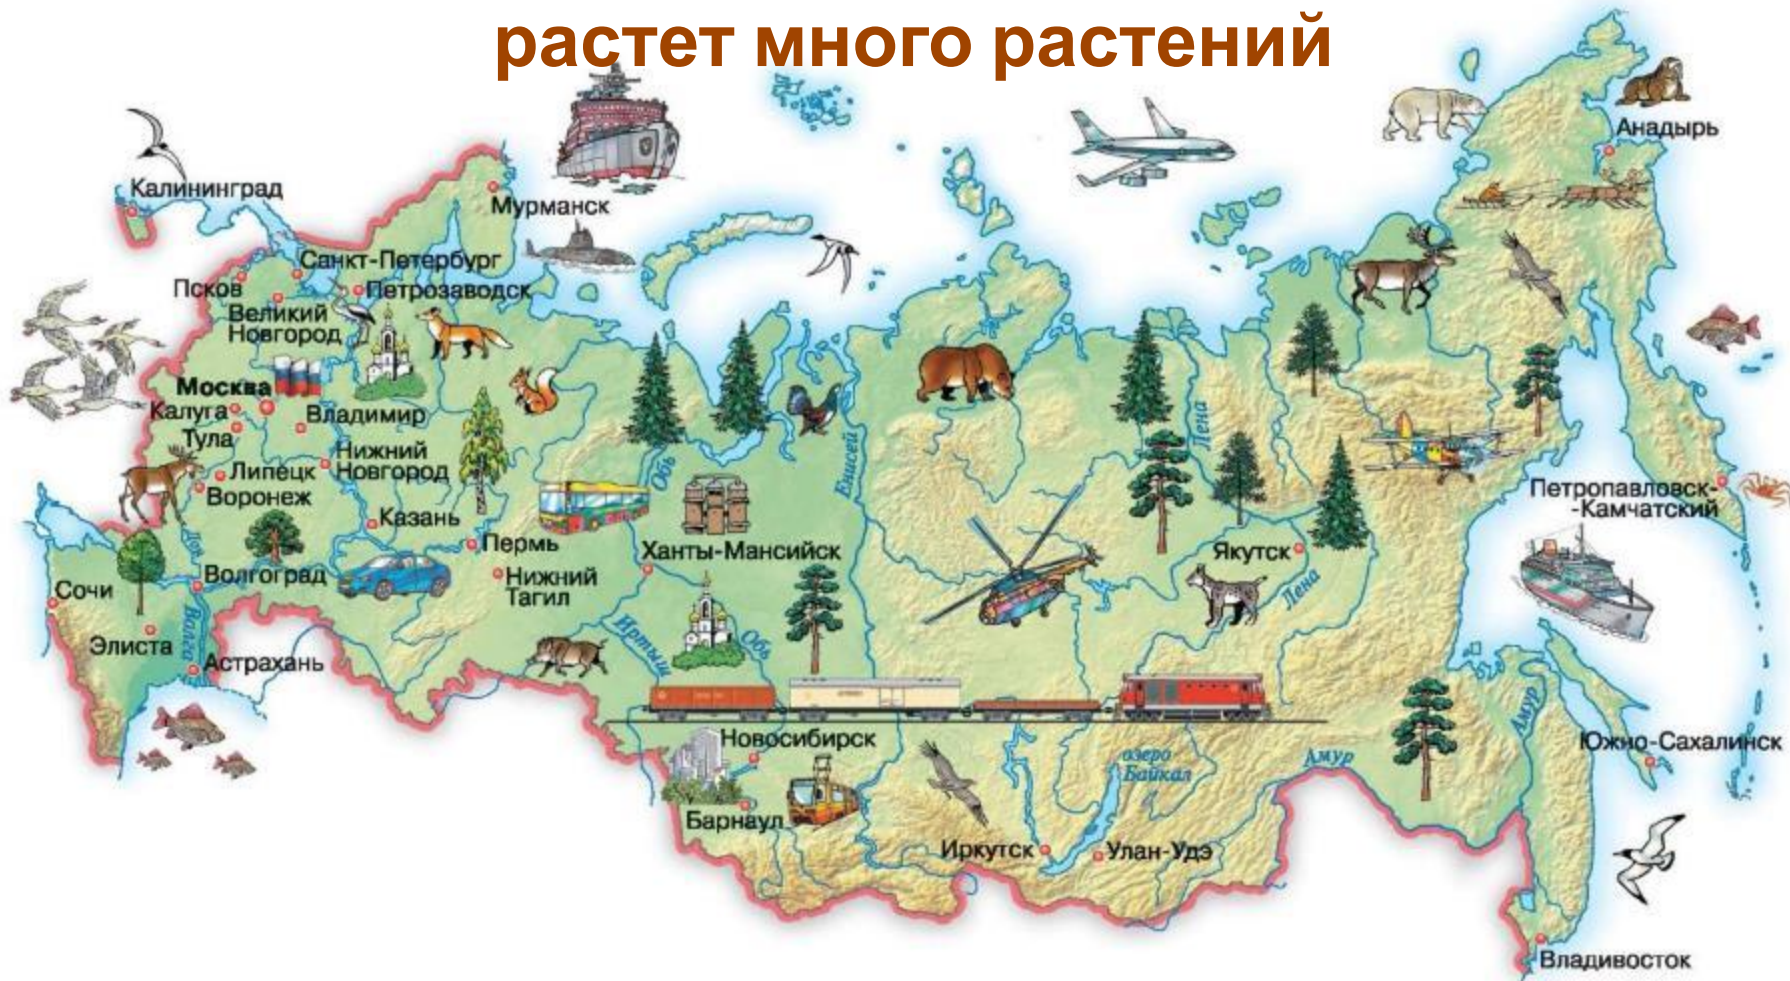 растет много растений
Анадырь
Калининград
Мурманск
Санкт-Петербург
Псков
Петрозаводск
Великий
Новгород
Москва
Калуга
Владимир
Тула
Нижний
Новгород
Липецк
Воронеж
Казань
Пермь
Нижний
Тагил
Ханты-Мансийск
Обь
Енисей
Лена
Якутск
Лена
Петропавловск-
-Камчатский
Дон
Волгоград
Сочи
Элиста
Волга
Астрахань
Иртыш
Обь
Новосибирск
Барнаул
Иркутск
Улан-Удэ
озеро
Байкал
Амур
Амур
Южно-Сахалинск
Владивосток